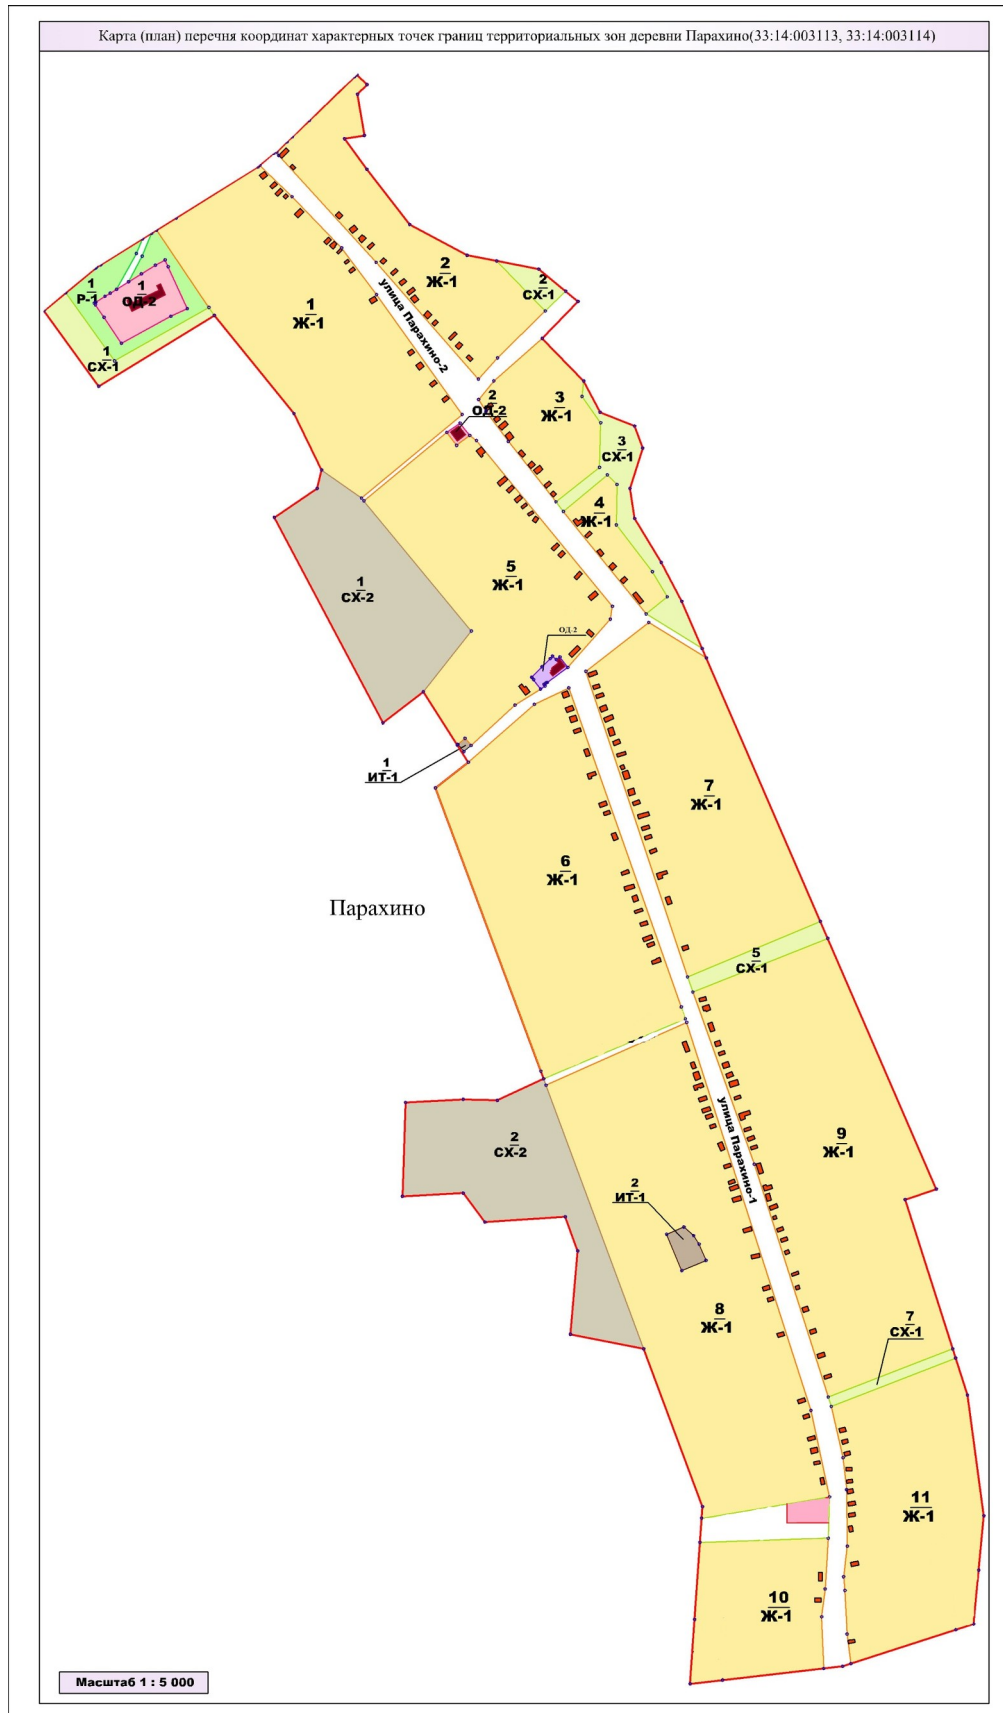 Карта (план) перечня координат характерных точек границ территориальных зон деревни Парахино(33:14:003113, 33:14:003114)
1
Р-1
1
ОД-2
1
СХ-1
1
Ж-1
2
Ж-1
2
СХ-1
улица Парахино-2
2
ОД-2
3
Ж-1
3
СХ-1
4
Ж-1
5
Ж-1
1
СХ-2
ОД-2
1
ИТ-1
7
Ж-1
6
Ж-1
Парахино
5
СХ-1
улица Парахино-1
9
Ж-1
2
СХ-2
2
ИТ-1
8
Ж-1
7
СХ-1
11
Ж-1
10
Ж-1
Масштаб 1 : 5 000